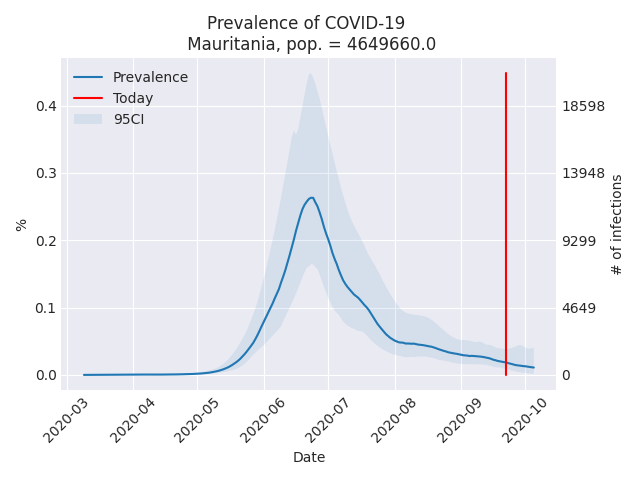 Prevalence of COVID-19
Mauritania, pop. = 4649660.0
Prevalence
Today
95CI
%
0.4
0.3
0.2
0.1
0.0
18598
13948
9299
4649
0
# of infections
2020-03
2020-04
2020-05
2020-06
2020-07
2020-08
2020-09
2020-10
Date